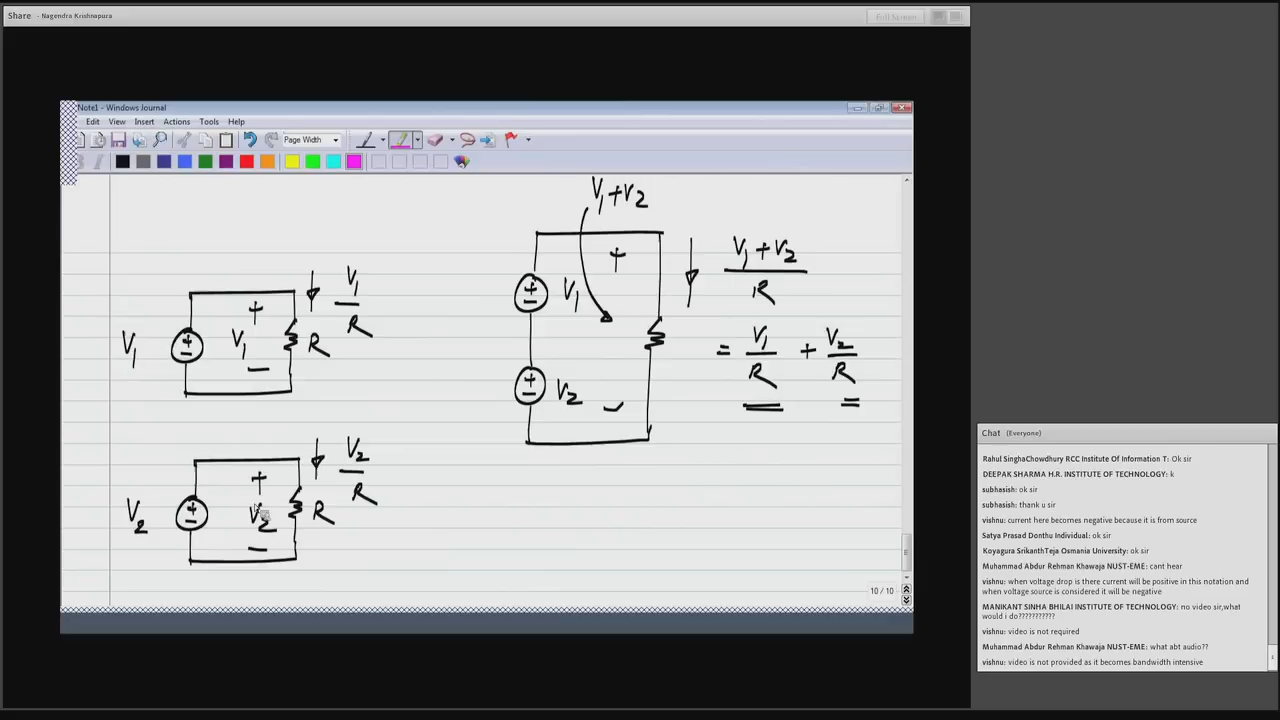 Share - Nagendra Krishnapura
Full Screen
Note1 - Windows Journal
Edit View Insert Actions Tools Help
Page Width
V1+V2
V1
V1
R
V1/R
V2
V2
R
V2/R
V1
V2
(V1 + V2)/R
= V1/R + V2/R
10 / 10
Chat (Everyone)
Rahul SinghaChowdhury RCC Institute Of Information T: Ok sir
DEEPAK SHARMA H.R. INSTITUTE OF TECHNOLOGY: k
subhasish: ok sir
subhasish: thank u sir
vishnu: current here becomes negative because it is from source
Satya Prasad Donthu Individual: ok sir
Koyagura SrikanthTeja Osmania University: ok sir
Muhammad Abdur Rehman Khawaja NUST-EME: cant hear
vishnu: when voltage drop is there current will be positive in this notation and
when voltage source is considered it will be negative
MANIKANT SINHA BHILAI INSTITUTE OF TECHNOLOGY: no video sir,what
would i do???????????
vishnu: video is not required
Muhammad Abdur Rehman Khawaja NUST-EME: what abt audio??
vishnu: video is not provided as it becomes bandwidth intensive